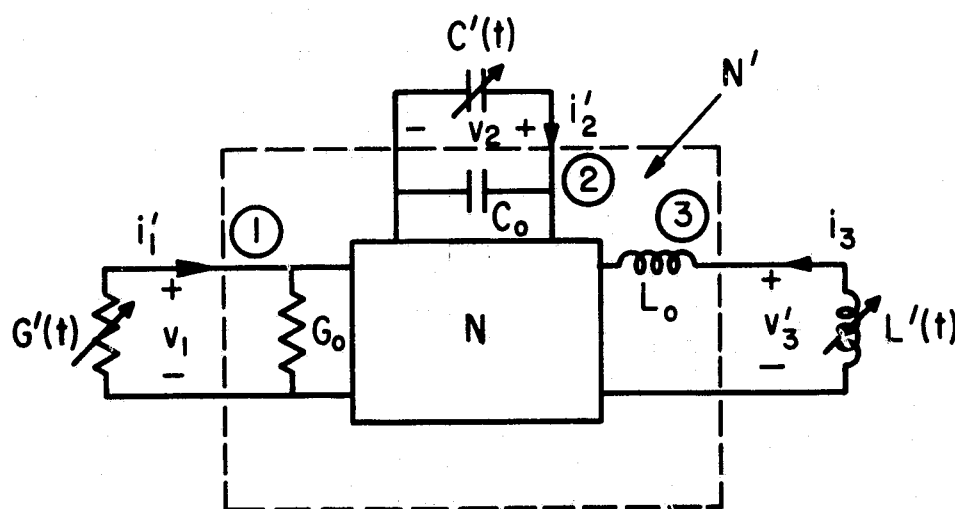 C'(t)
N'
- v₂ + i'₂
②
C₀
③
i'₁
①
i₃
+
G'(t) v₁ G₀ N L₀ v'₃ L'(t)
+
-
-